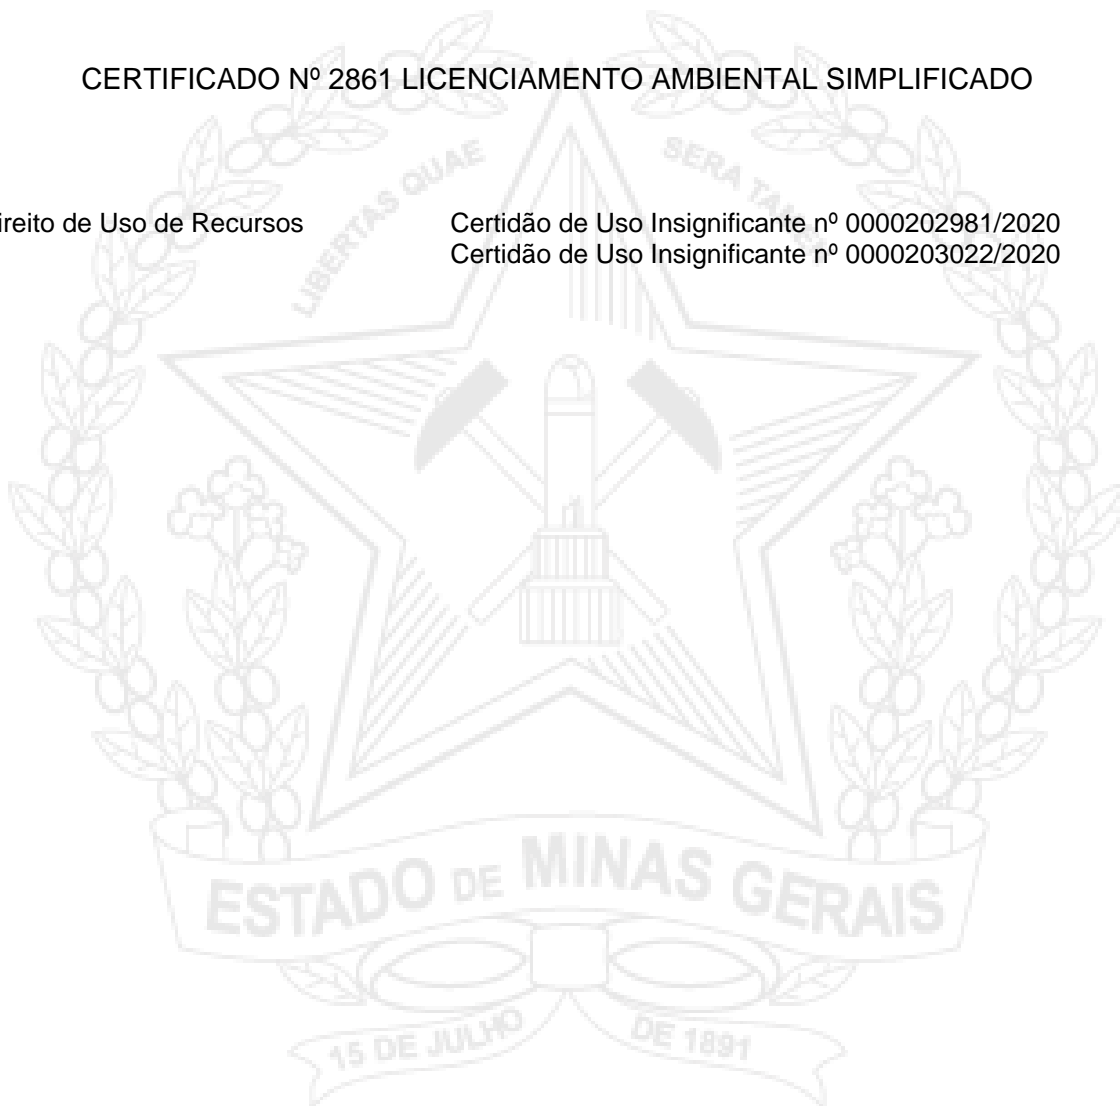 CERTIFICADO Nº 2861 LICENCIAMENTO AMBIENTAL SIMPLIFICADO
LIBERTAS QUAE SERA TAMEN
ireito de Uso de Recursos Certidão de Uso Insignificante nº 0000202981/2020
Certidão de Uso Insignificante nº 0000203022/2020
ESTADO DE MINAS GERAIS
15 DE JULHO DE 1891